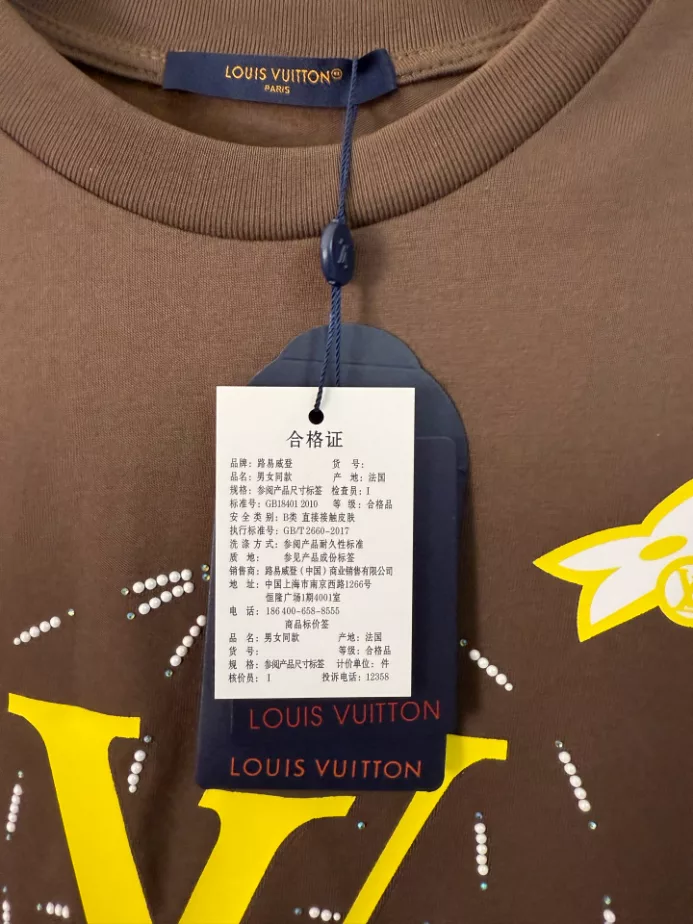 LOUIS VUITTON
PARIS
合格证
品牌：路易威登 货 号：
品名：男女同款 产 地：法国
规格：参阅产品尺寸标签 检查员：I
标准号：GB18401 2010 等 级：合格品
安 全 类 别：B类 直接接触皮肤
执行标准号：GB/T 2660-2017
洗 涤 方 式：参阅产品耐久性标准
质 地： 参见产品或份标签
销售商：路易威登（中国）商业销售有限公司
地 址：中国上海市南京西路1266号
恒隆广场1期4001室
电 话：186 400-658-8555
商品标价签
品 名：男女同款 产地：法国
货 号： 等级：合格品
规 格：参阅产品尺寸标签 计价单位：件
核价员：I 投诉电话：12358
LOUIS VUITTON
LOUIS VUITTON